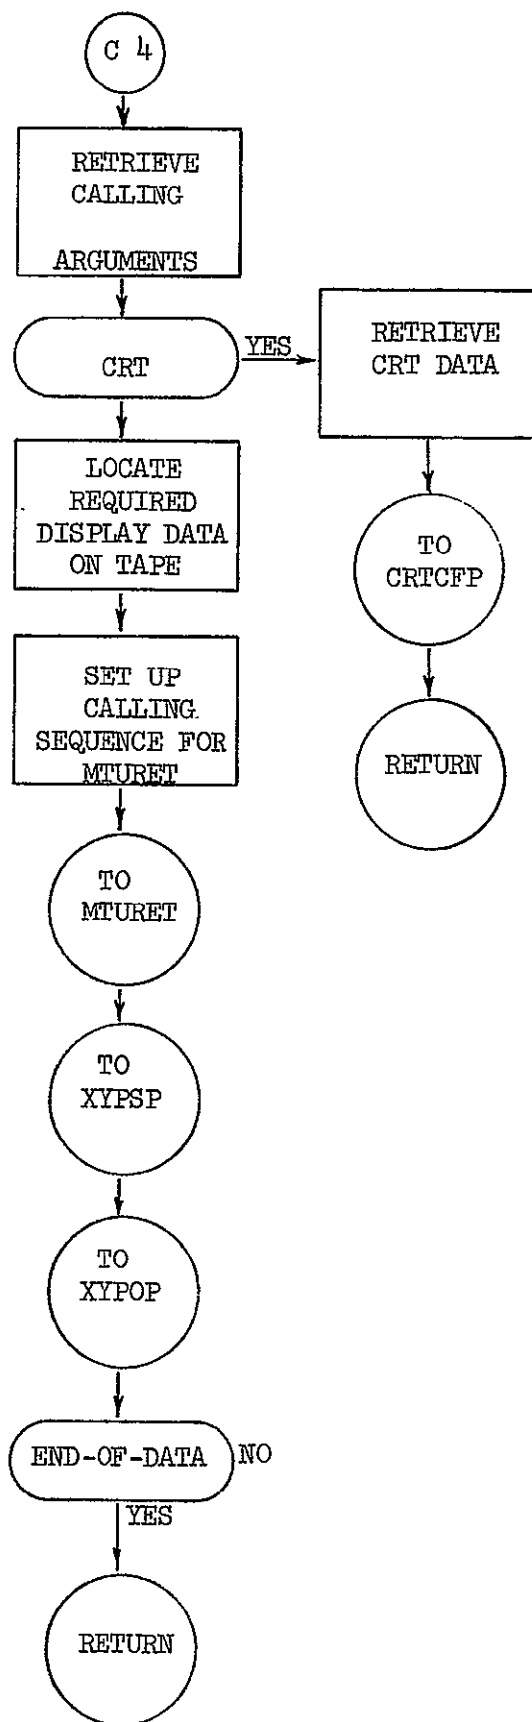 C 4
RETRIEVE
CALLING
ARGUMENTS
CRT
YES
RETRIEVE
CRT DATA
TO
CRTCFP
RETURN
LOCATE
REQUIRED
DISPLAY DATA
ON TAPE
SET UP
CALLING
SEQUENCE FOR
MTURET
TO
MTURET
TO
XYPSP
TO
XYPOP
END-OF-DATA
NO
YES
RETURN